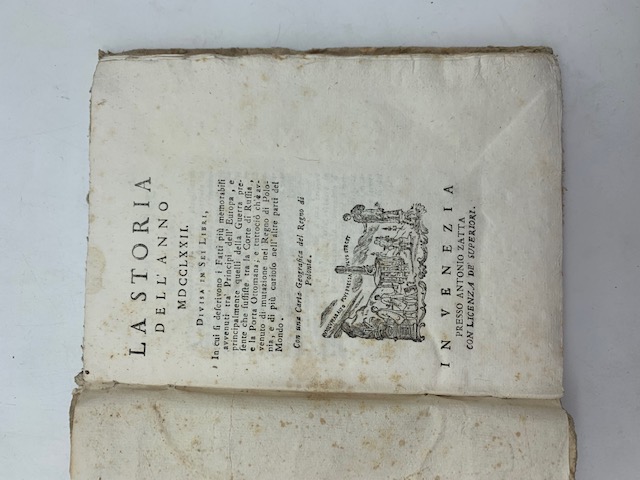 LA STORIA
DELL'ANNO
MDCCLXXII.
DIVISA IN SEI LIBRI,
In cui si descrivono i Fatti più memorabili
avvenuti tra' Principi dell' Europa, e
principalmente quelli della Guerra pre-
sente che sussiste tra la Corte di Russia,
e la Porta Ottomana; e tuttociò ch'è av-
venuto di mutazione nel Regno di Polo-
nia, e di più curioso nell'altre parti del
Mondo.
Con una Carta Geografica del Regno di
Polonia.
IN VENEZIA
PRESSO ANTONIO ZATTA
CON LICENZA DE SUPERIORI.